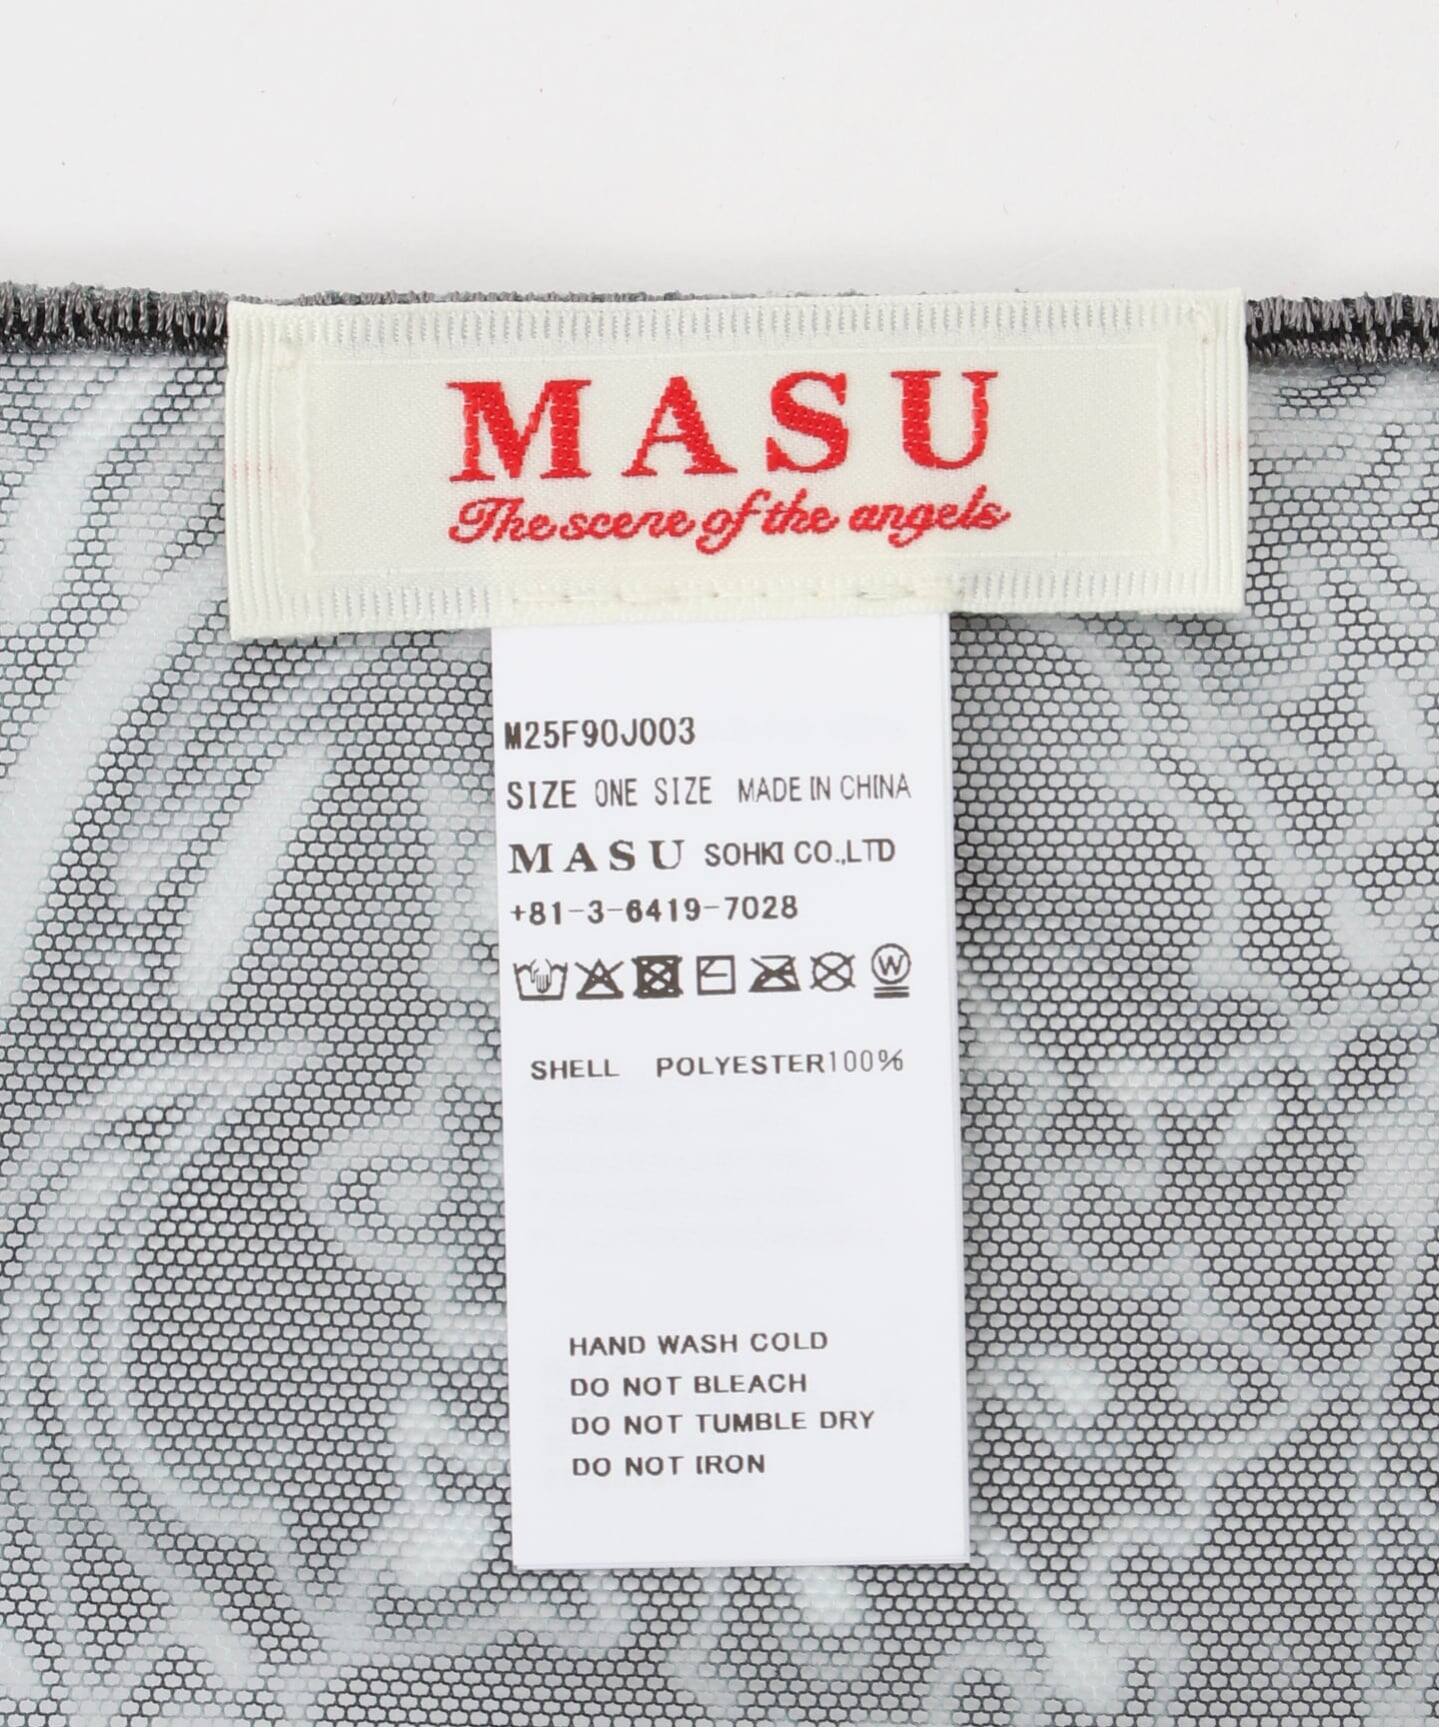 MASU
The scene of the angels
M25F90J003
SIZE ONE SIZE MADE IN CHINA
MASU SOHKI CO.,LTD
+81-3-6419-7028
W
SHELL POLYESTER100%
HAND WASH COLD
DO NOT BLEACH
DO NOT TUMBLE DRY
DO NOT IRON